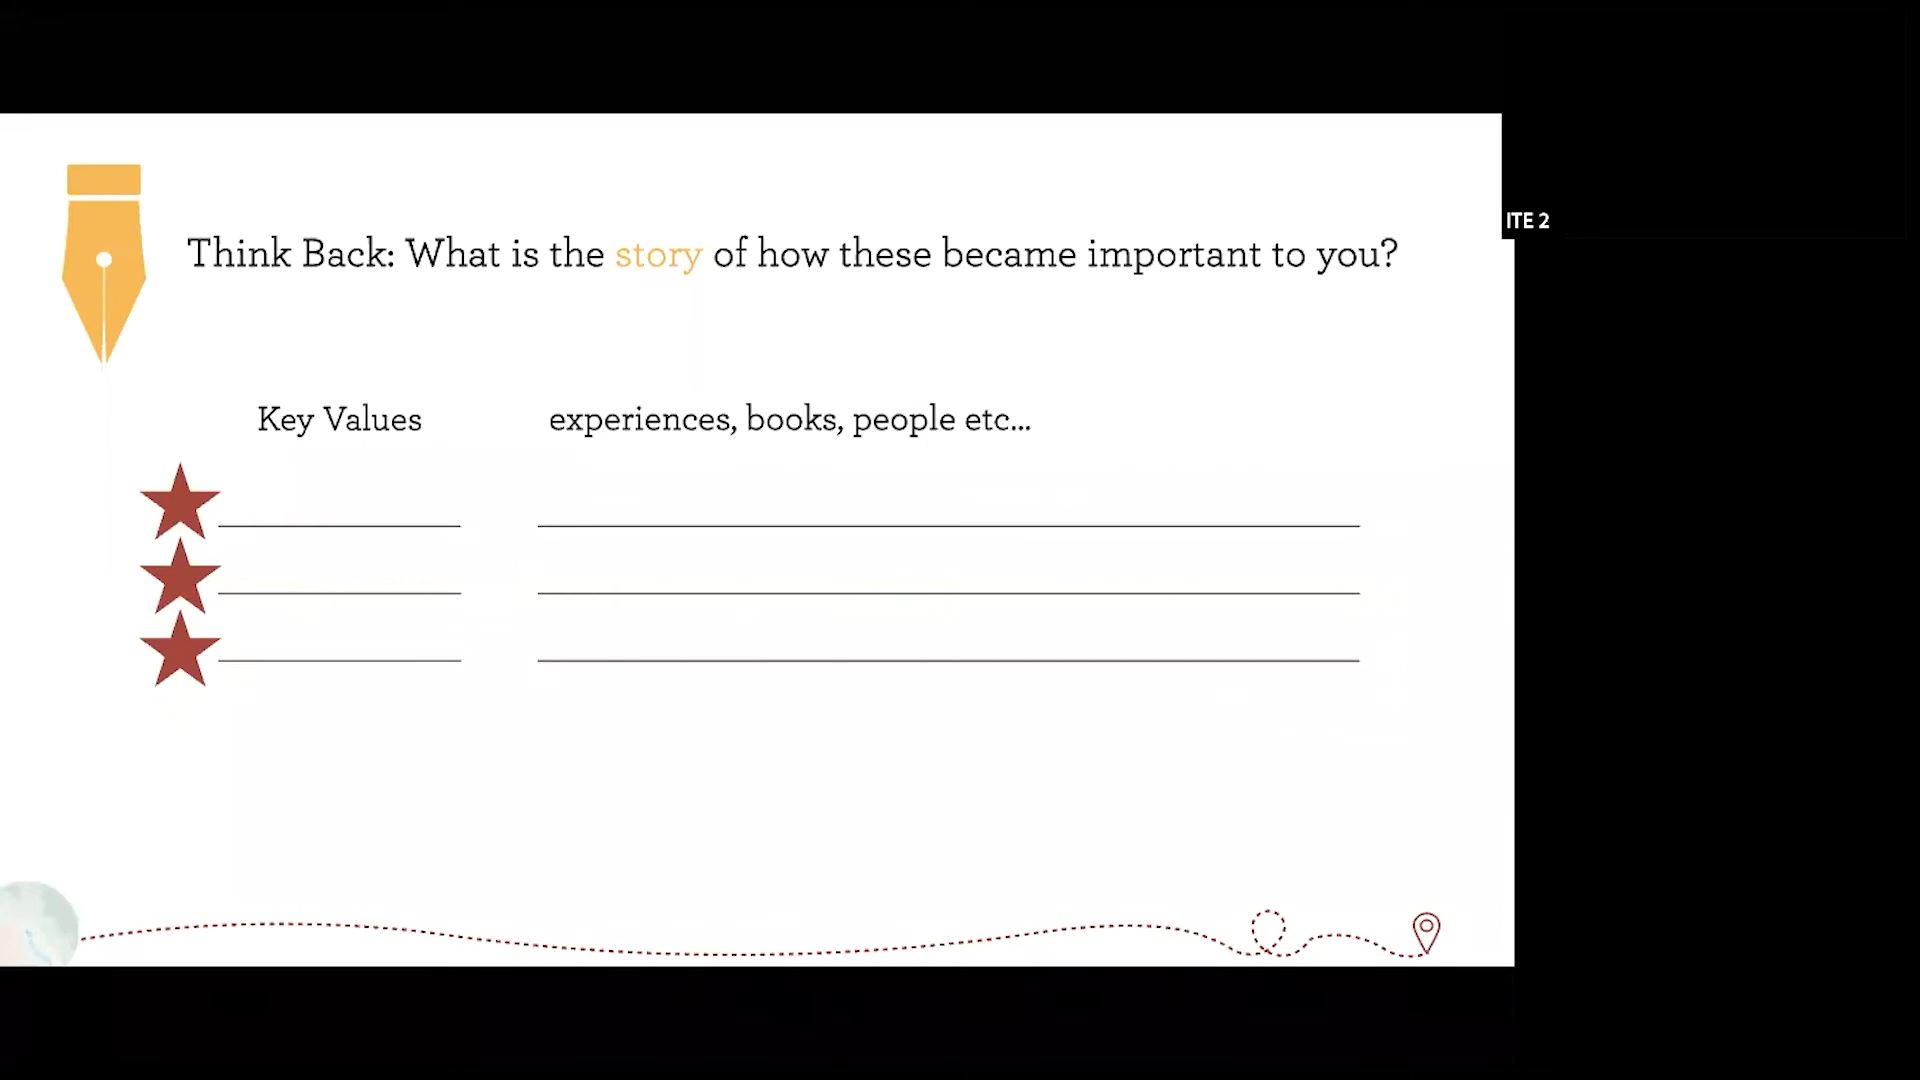 Think Back: What is the story of how these became important to you?
Key Values
experiences, books, people etc...
ITE 2